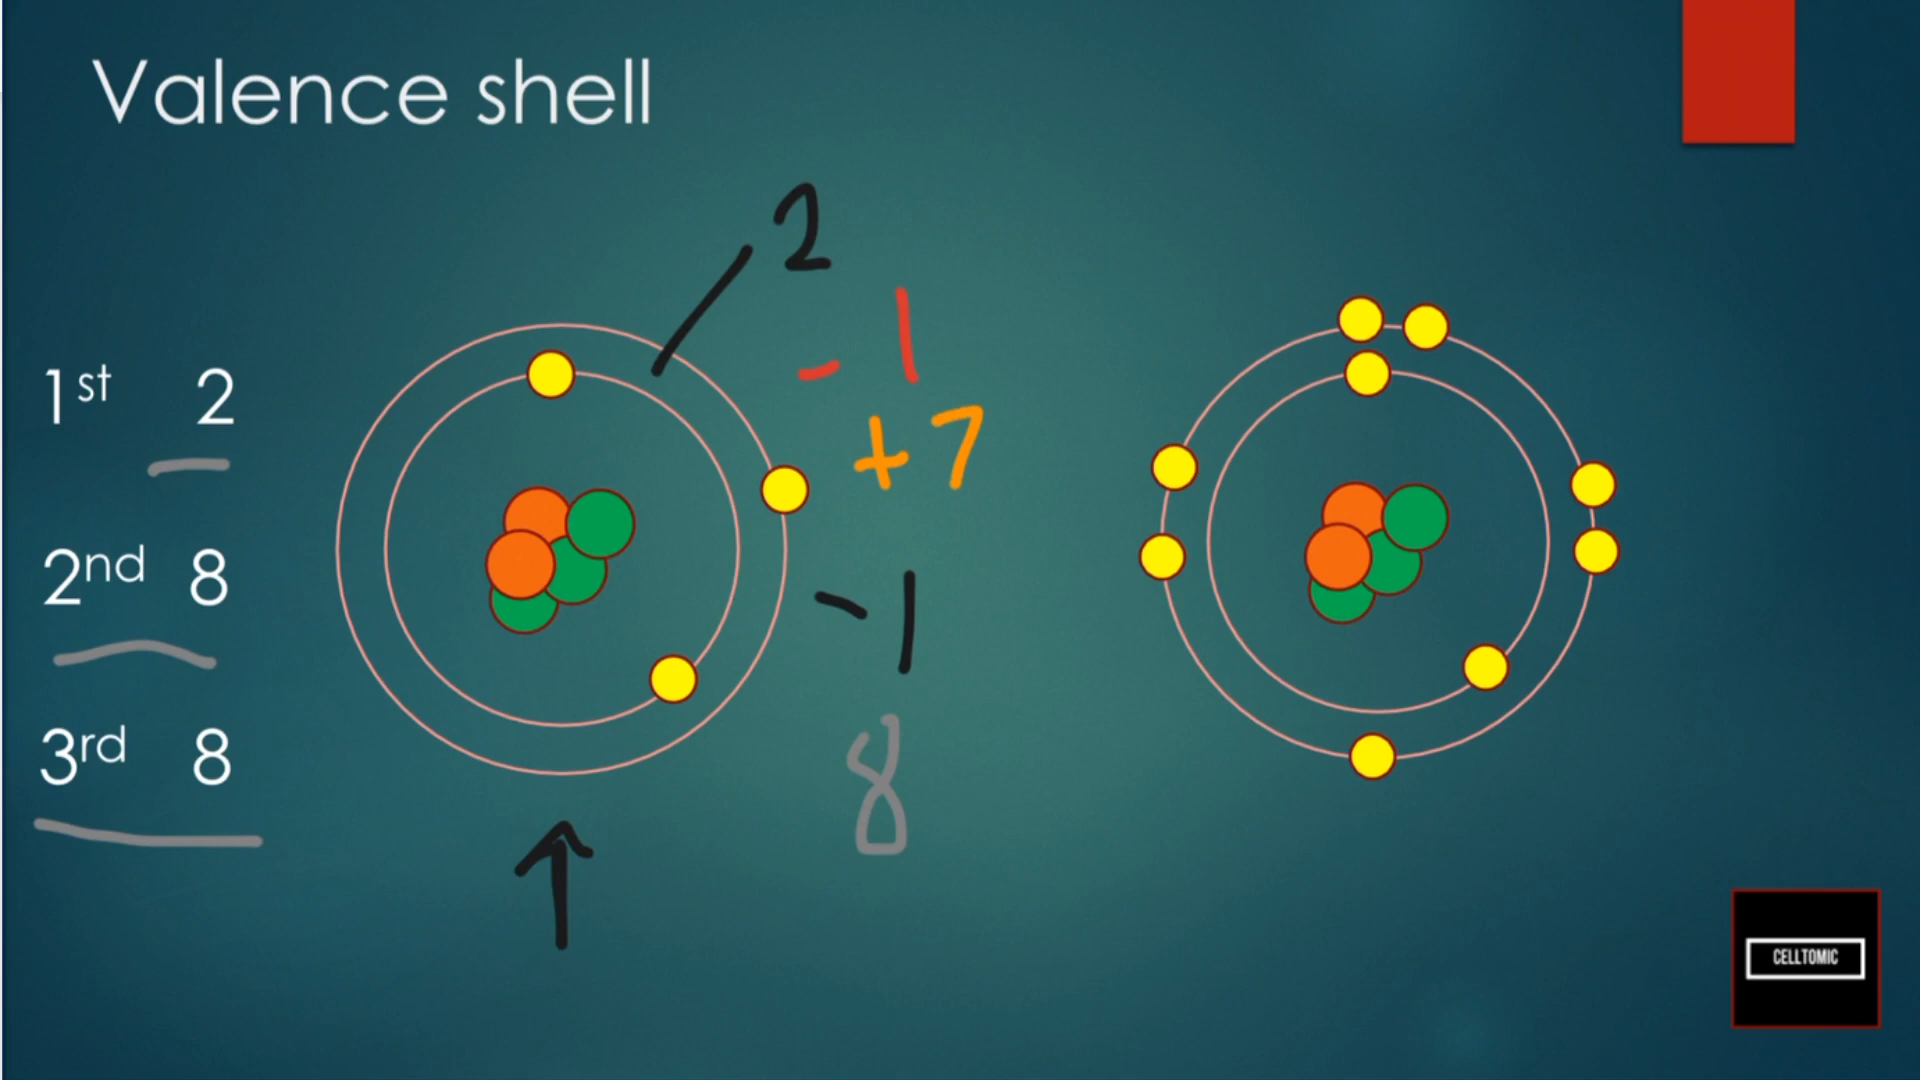 Valence shell
2
- 1
+7
1st 2
2nd 8
-1
3rd 8
8
CELLTOMIC